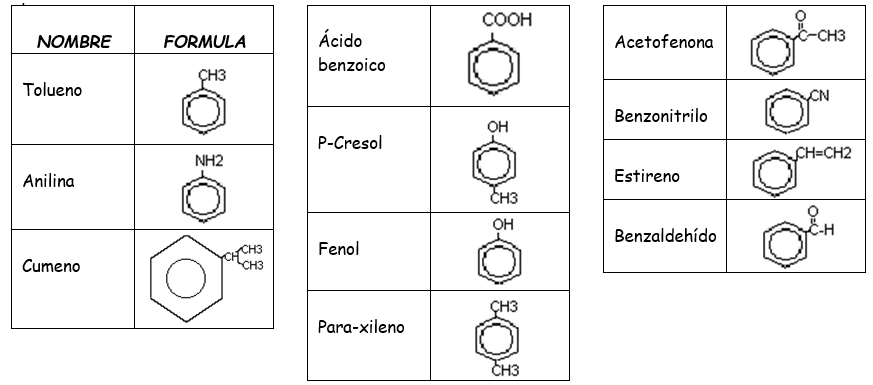 NOMBRE FORMULA
Tolueno
CH3
Anilina
NH2
Cumeno
CH
CH3
CH3
Ácido
benzoico
COOH
P-Cresol
OH
CH3
Fenol
OH
Para-xileno
CH3
CH3
Acetofenona
O
C-CH3
Benzonitrilo
CN
Estireno
CH=CH2
Benzaldehído
O
C-H